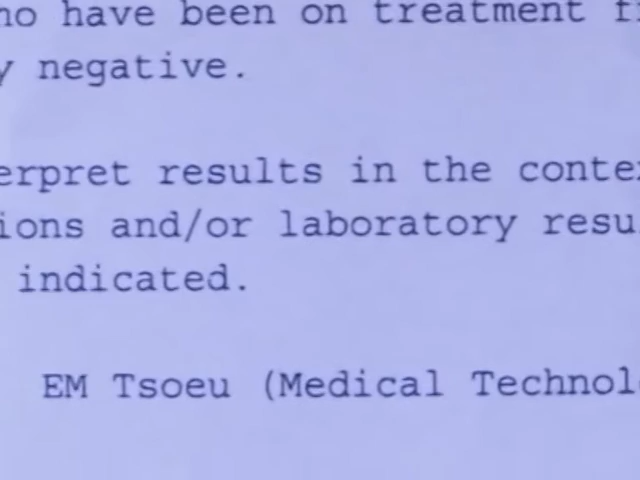 ho have been on treatment f
y negative.
erpret results in the conte
ions and/or laboratory resu
indicated.
EM Tsoeu (Medical Technol